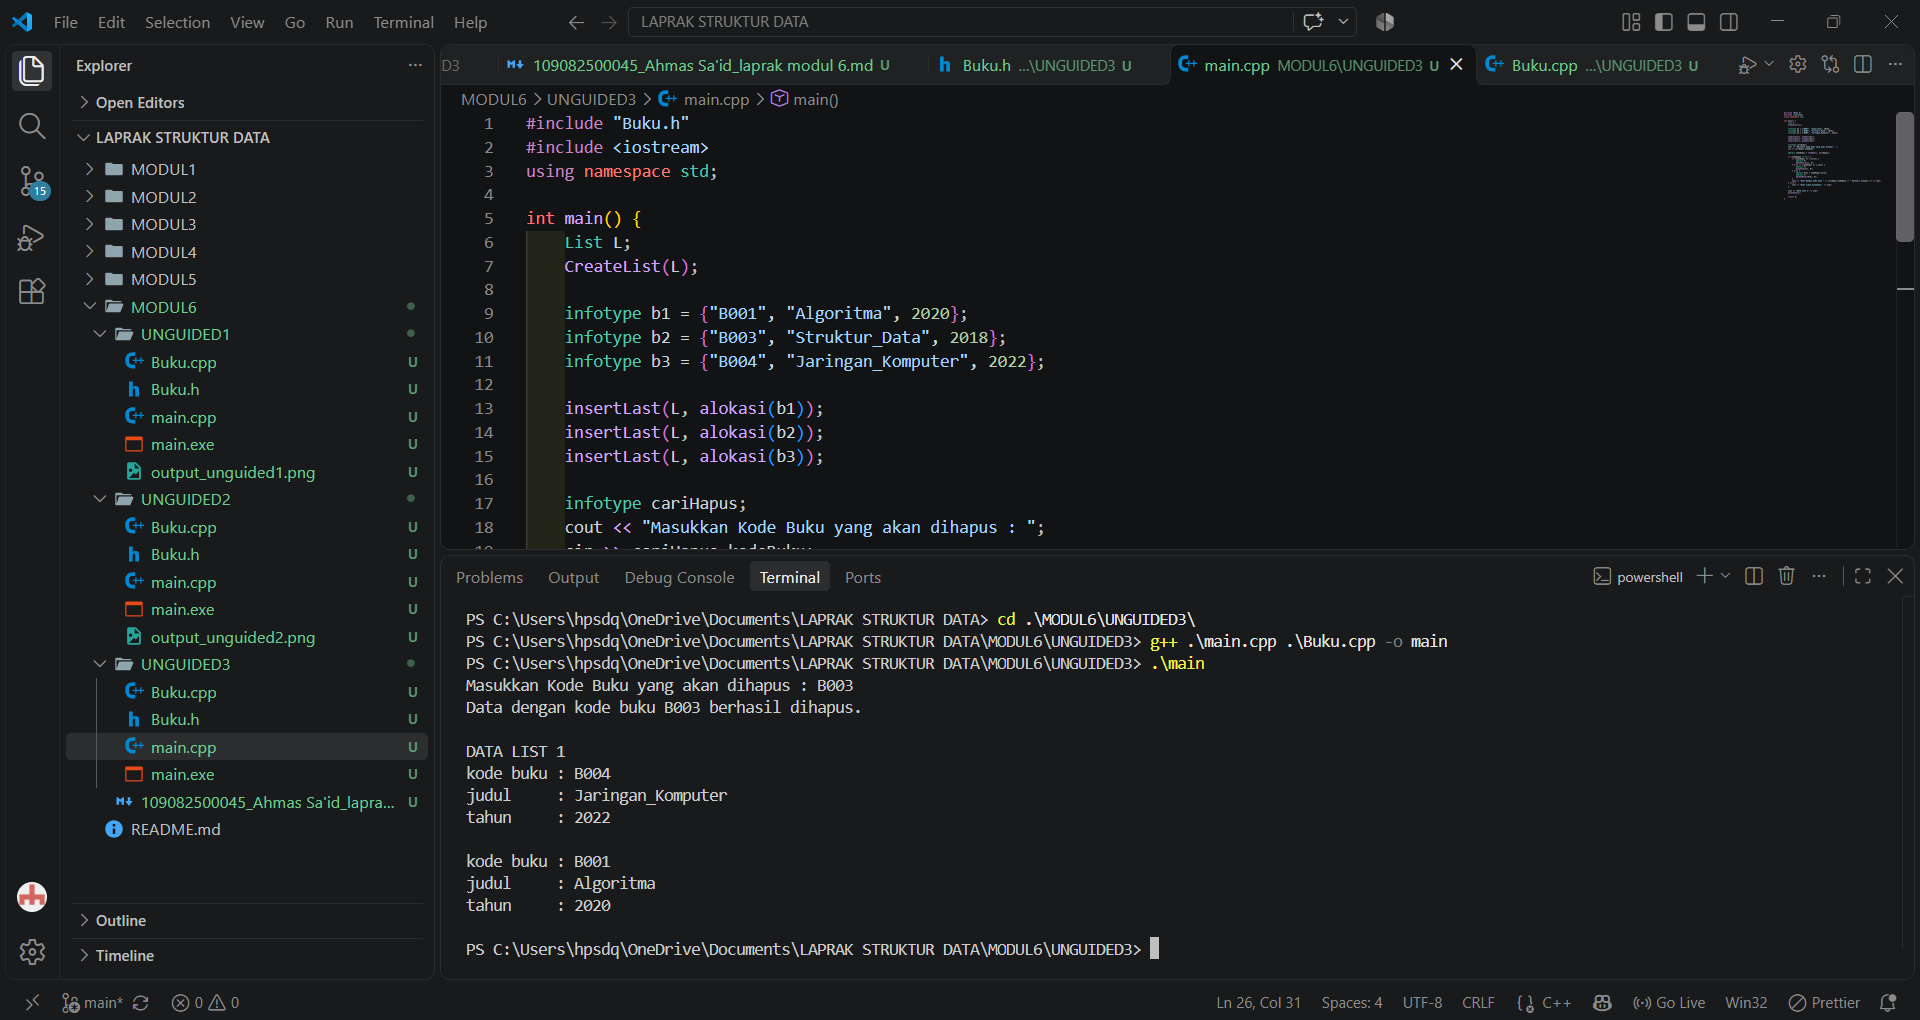 File Edit Selection View Go Run Terminal Help
LAPRAK STRUKTUR DATA
Explorer
Open Editors
LAPRAK STRUKTUR DATA
MODUL1
MODUL2
MODUL3
MODUL4
MODUL5
MODUL6
UNGUIDED1
Buku.cpp U
Buku.h U
main.cpp U
main.exe U
output_unguided1.png U
UNGUIDED2
Buku.cpp U
Buku.h U
main.cpp U
main.exe U
output_unguided2.png U
UNGUIDED3
Buku.cpp U
Buku.h U
main.cpp U
main.exe U
109082500045_Ahmas Sa'id_lapra... U
README.md
Outline
Timeline
15
D3 109082500045_Ahmas Sa'id_laprak modul 6.md U Buku.h ...\UNGUIDED3 U main.cpp MODUL6\UNGUIDED3 U Buku.cpp ...\UNGUIDED3 U
MODUL6 > UNGUIDED3 > main.cpp > main()
1 #include "Buku.h"
2 #include <iostream>
3 using namespace std;
4
5 int main() {
6 List L;
7 CreateList(L);
8
9 infotype b1 = {"B001", "Algoritma", 2020};
10 infotype b2 = {"B003", "Struktur_Data", 2018};
11 infotype b3 = {"B004", "Jaringan_Komputer", 2022};
12
13 insertLast(L, alokasi(b1));
14 insertLast(L, alokasi(b2));
15 insertLast(L, alokasi(b3));
16
17 infotype cariHapus;
18 cout << "Masukkan Kode Buku yang akan dihapus : ";
Problems Output Debug Console Terminal Ports
powershell
PS C:\Users\hpsdq\OneDrive\Documents\LAPRAK STRUKTUR DATA> cd .\MODUL6\UNGUIDED3\
PS C:\Users\hpsdq\OneDrive\Documents\LAPRAK STRUKTUR DATA\MODUL6\UNGUIDED3> g++ .\main.cpp .\Buku.cpp -o main
PS C:\Users\hpsdq\OneDrive\Documents\LAPRAK STRUKTUR DATA\MODUL6\UNGUIDED3> .\main
Masukkan Kode Buku yang akan dihapus : B003
Data dengan kode buku B003 berhasil dihapus.
DATA LIST 1
kode buku : B004
judul : Jaringan_Komputer
tahun : 2022
kode buku : B001
judul : Algoritma
tahun : 2020
PS C:\Users\hpsdq\OneDrive\Documents\LAPRAK STRUKTUR DATA\MODUL6\UNGUIDED3>
main* 0 0 Ln 26, Col 31 Spaces: 4 UTF-8 CRLF C++ Go Live Win32 Prettier